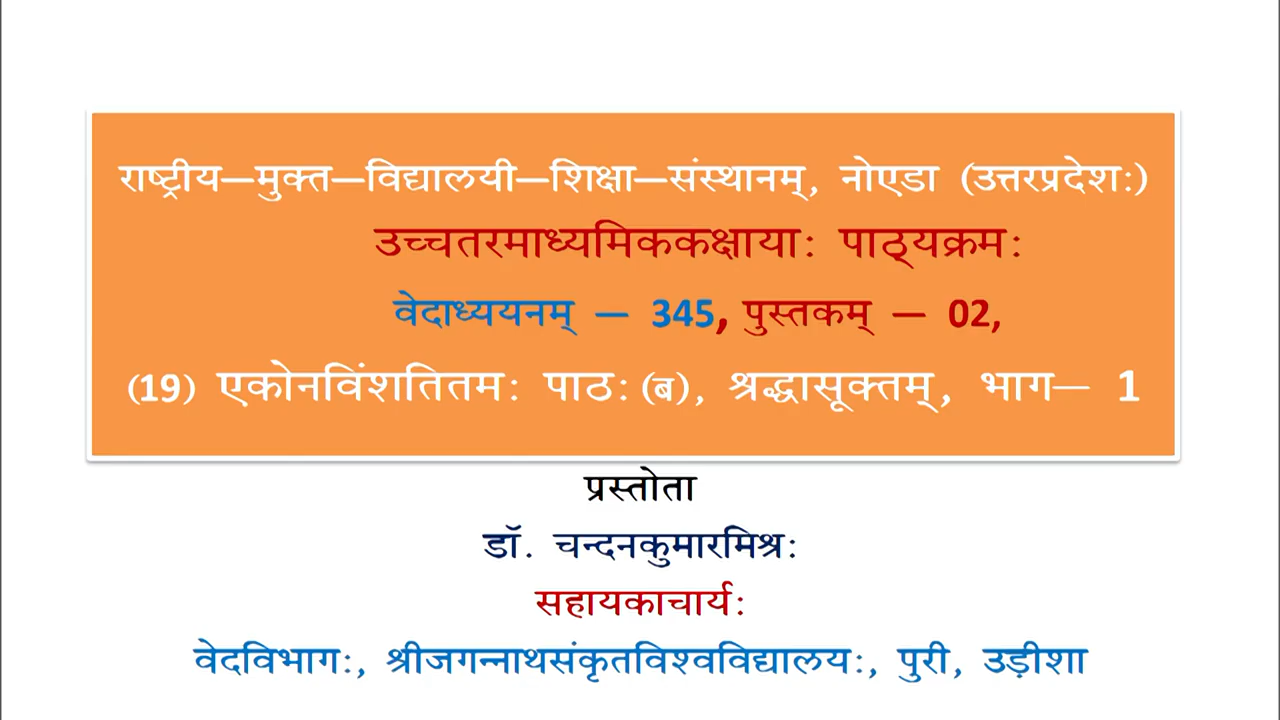 राष्ट्रीय—मुक्त—विद्यालयी—शिक्षा—संस्थानम्, नोएडा (उत्तरप्रदेशः)
उच्चतरमाध्यमिककक्षायाः पाठ्यक्रमः
वेदाध्ययनम् — 345, पुस्तकम् — 02,
(19) एकोनविंशतितमः पाठः (ब), श्रद्धासूक्तम्, भाग— 1
प्रस्तोता
डॉ. चन्दनकुमारमिश्रः
सहायकाचार्यः
वेदविभागः, श्रीजगन्नाथसंकृतविश्वविद्यालयः, पुरी, उड़ीशा